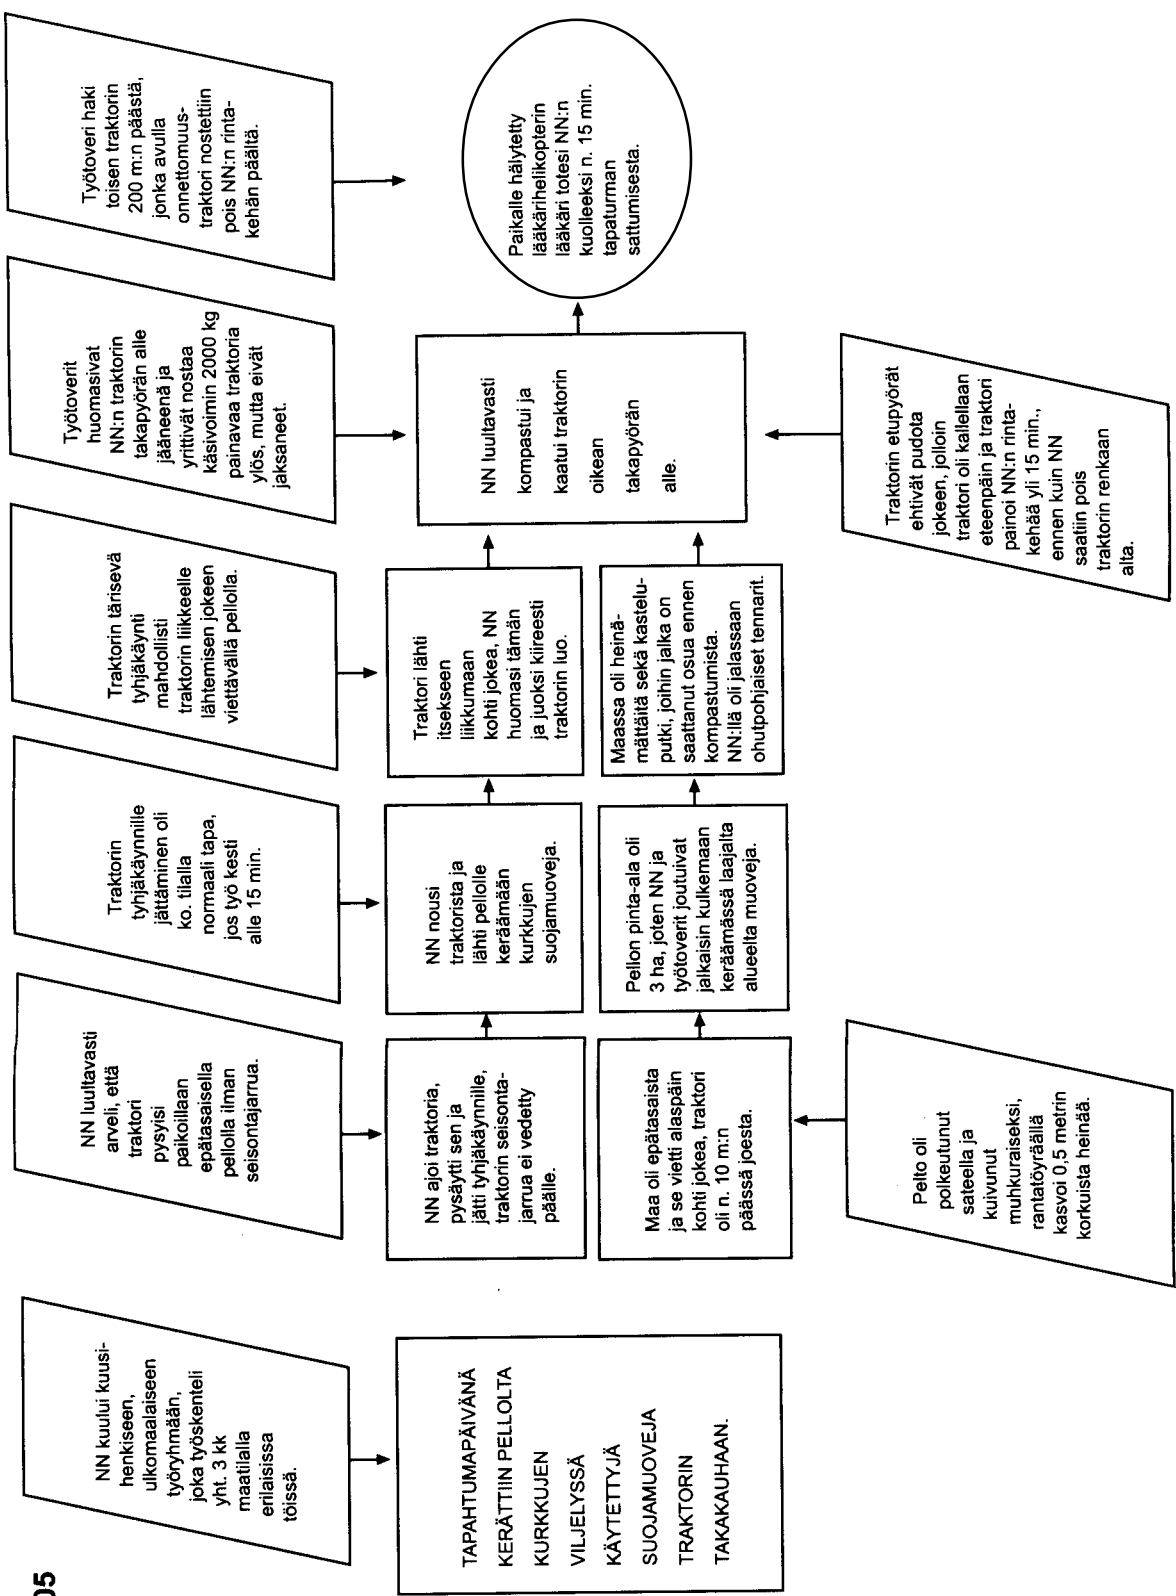 05
NN kuului kuusi-
henkiseen,
ulkomaalaiseen
työryhmään,
joka työskenteli
yht. 3 kk
maatilalla
erilaisissa
töissä.
TAPAHTUMAPÄIVÄNÄ
KERÄTTIIN PELLOLTA
KURKKUJEN
VILJELYSSÄ
KÄYTETTYJÄ
SUOJAMUOVEJA
TRAKTORIN
TAKAKAUHAAN.
NN luultavasti
arveli, että
traktori
pysyisi
paikoillaan
epätasaisella
pellolla ilman
seisontajarrua.
NN ajoi traktoria,
pysäytti sen ja
jätti tyhjäkäynnille,
traktorin seisonta-
jarrua ei vedetty
päälle.
Maa oli epätasaista
ja se vietti alaspäin
kohti jokea, traktori
oli n. 10 m:n
päässä joesta.
Pelto oli
polkeutunut
sateella ja
kuivunut
muhkuraiseksi,
rantatöyräällä
kasvoi 0,5 metrin
korkuista heinää.
Traktorin
tyhjäkäynnille
jättäminen oli
ko. tilalla
normaali tapa,
jos työ kesti
alle 15 min.
NN nousi
traktorista ja
lähti pellolle
keräämään
kurkkujen
suojamuoveja.
Pellon pinta-ala oli
3 ha, joten NN ja
työtoverit joutuivat
jalkaisin kulkemaan
keräämässä laajalta
alueelta muoveja.
Traktorin tärisevä
tyhjäkäynti
mahdollisti
traktorin liikkeelle
lähtemisen jokeen
viettävällä pellolla.
Traktori lähti
itsekseen
liikkumaan
kohti jokea, NN
huomasi tämän
ja juoksi kiireesti
traktorin luo.
Maassa oli heinä-
mättäitä sekä kastelu-
putki, joihin jalka on
saattanut osua ennen
kompastumista.
NN:llä oli jalassaan
ohutpohjaiset tennarit.
Työtoverit
huomasivat
NN:n traktorin
takapyörän alle
jääneenä ja
yrittivät nostaa
käsivoimin 2000 kg
painavaa traktoria
ylös, mutta eivät
jaksaneet.
NN luultavasti
kompastui ja
kaatui traktorin
oikean
takapyörän
alle.
Traktorin etupyörät
ehtivät pudota
jokeen, jolloin
traktori oli kallellaan
eteenpäin ja traktori
painoi NN:n rinta-
kehää yli 15 min.,
ennen kuin NN
saatiin pois
traktorin renkaan
alta.
Työtoveri haki
toisen traktorin
200 m:n päästä,
jonka avulla
onnettomuus-
traktori nostettiin
pois NN:n rinta-
kehän päältä.
Paikalle hälytetty
lääkärihelikopterin
lääkäri totesi NN:n
kuolleeksi n. 15 min.
tapaturman
sattumisesta.